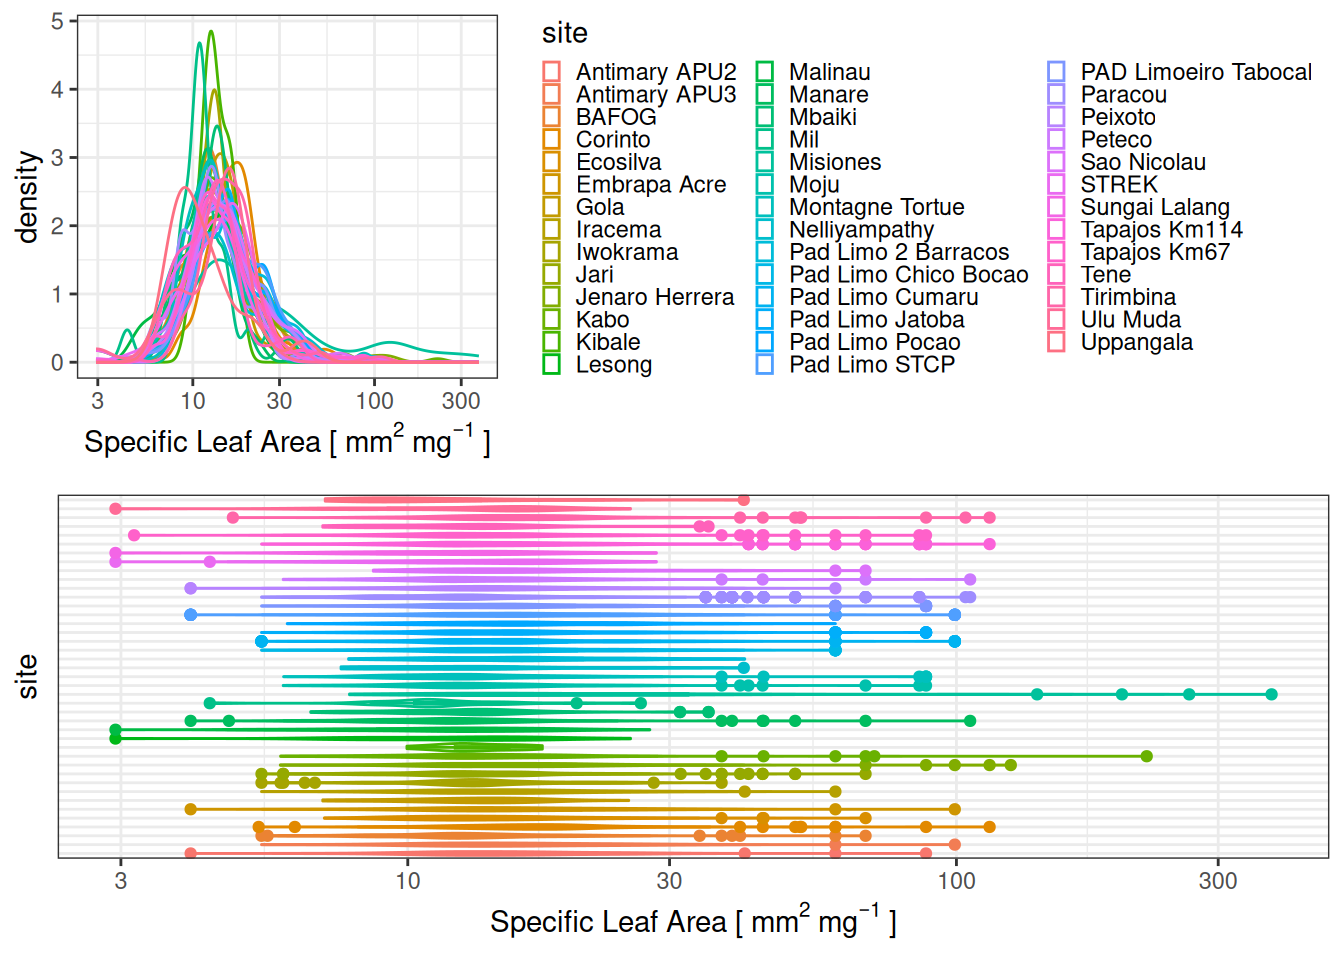 density
5
4
3
2
1
0
3 10 30 100 300
Specific Leaf Area [ mm² mg⁻¹ ]
site
Antimary APU2
Antimary APU3
BAFOG
Corinto
Ecosilva
Embrapa Acre
Gola
Iracema
Iwokrama
Jari
Jenaro Herrera
Kabo
Kibale
Lesong
Malinau
Manare
Mbaiki
Mil
Misiones
Moju
Montagne Tortue
Nelliyampathy
Pad Limo 2 Barracos
Pad Limo Chico Bocao
Pad Limo Cumaru
Pad Limo Jatoba
Pad Limo Pocao
Pad Limo STCP
PAD Limoeiro Tabocal
Paracou
Peixoto
Peteco
Sao Nicolau
STREK
Sungai Lalang
Tapajos Km114
Tapajos Km67
Tene
Tirimbina
Ulu Muda
Uppangala
site
3 10 30 100 300
Specific Leaf Area [ mm² mg⁻¹ ]